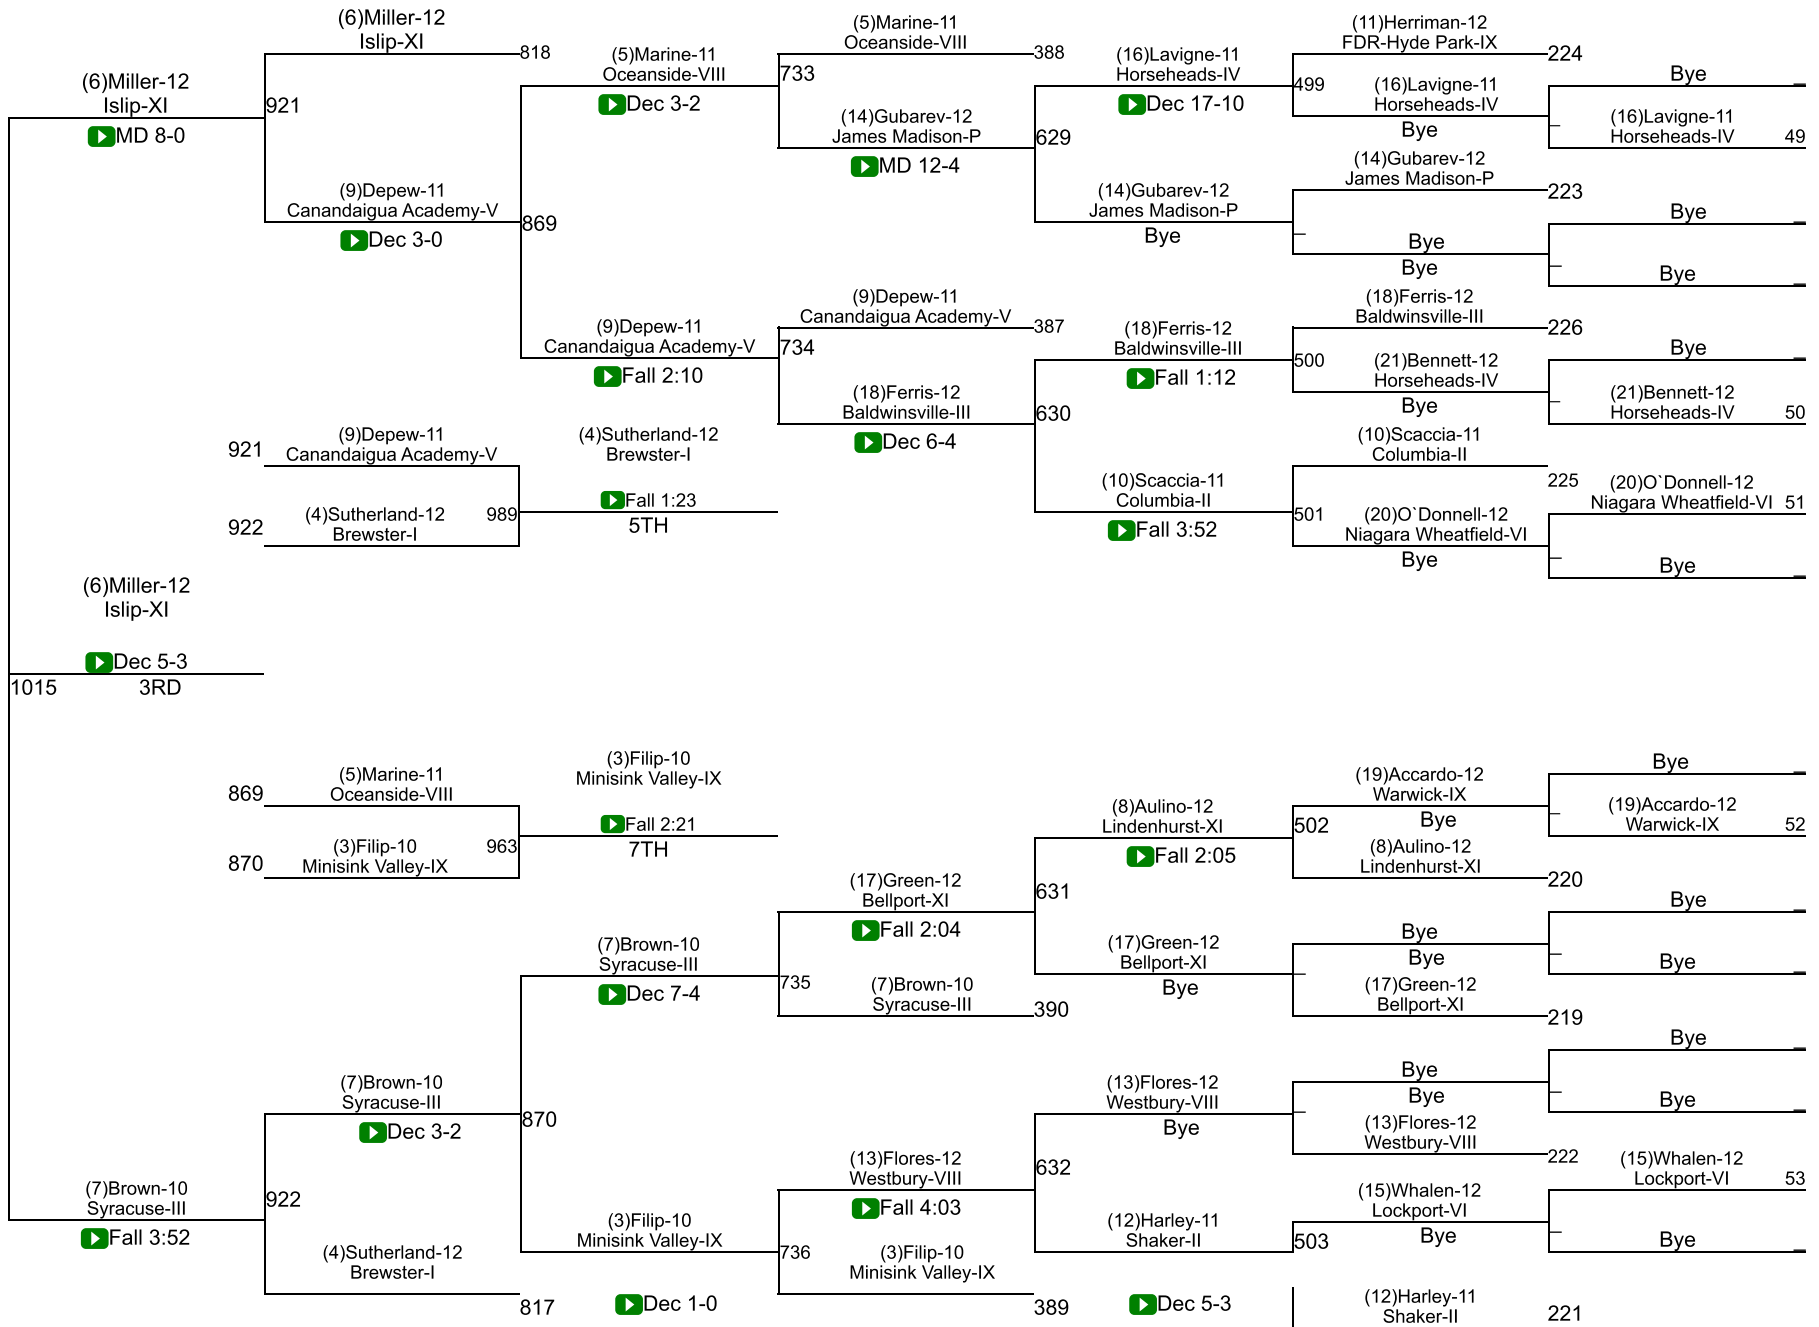 (6)Miller-12
Islip-XI
MD 8-0
(6)Miller-12
Islip-XI
818
921
(9)Depew-11
Canandaigua Academy-V
Dec 3-0
(5)Marine-11
Oceanside-VIII
Dec 3-2
869
(9)Depew-11
Canandaigua Academy-V
Fall 2:10
(5)Marine-11
Oceanside-VIII
388
733
(14)Gubarev-12
James Madison-P
MD 12-4
(9)Depew-11
Canandaigua Academy-V
387
734
(18)Ferris-12
Baldwinsville-III
Dec 6-4
(16)Lavigne-11
Horseheads-IV
Dec 17-10
629
(14)Gubarev-12
James Madison-P
Bye
(18)Ferris-12
Baldwinsville-III
Fall 1:12
630
(10)Scaccia-11
Columbia-II
Fall 3:52
(11)Herriman-12
FDR-Hyde Park-IX
224
499
(16)Lavigne-11
Horseheads-IV
Bye
(14)Gubarev-12
James Madison-P
223
Bye
Bye
(18)Ferris-12
Baldwinsville-III
226
500
(21)Bennett-12
Horseheads-IV
Bye
(10)Scaccia-11
Columbia-II
225
501
(20)O`Donnell-12
Niagara Wheatfield-VI
Bye
Bye
(16)Lavigne-11
Horseheads-IV
49
Bye
Bye
Bye
(21)Bennett-12
Horseheads-IV
50
(20)O`Donnell-12
Niagara Wheatfield-VI
51
Bye
921
(9)Depew-11
Canandaigua Academy-V
922
(4)Sutherland-12
Brewster-I
989
(4)Sutherland-12
Brewster-I
Fall 1:23
5TH
(6)Miller-12
Islip-XI
Dec 5-3
1015
3RD
869
(5)Marine-11
Oceanside-VIII
870
(3)Filip-10
Minisink Valley-IX
963
(3)Filip-10
Minisink Valley-IX
Fall 2:21
7TH
(7)Brown-10
Syracuse-III
Fall 3:52
(7)Brown-10
Syracuse-III
Dec 3-2
922
(4)Sutherland-12
Brewster-I
817
(7)Brown-10
Syracuse-III
Dec 7-4
870
(3)Filip-10
Minisink Valley-IX
Dec 1-0
(17)Green-12
Bellport-XI
Fall 2:04
735
(7)Brown-10
Syracuse-III
390
(13)Flores-12
Westbury-VIII
Fall 4:03
736
(3)Filip-10
Minisink Valley-IX
389
(8)Aulino-12
Lindenhurst-XI
Fall 2:05
631
(17)Green-12
Bellport-XI
Bye
(13)Flores-12
Westbury-VIII
Bye
632
(12)Harley-11
Shaker-II
Dec 5-3
(19)Accardo-12
Warwick-IX
502
Bye
(8)Aulino-12
Lindenhurst-XI
220
Bye
Bye
(17)Green-12
Bellport-XI
219
Bye
Bye
(13)Flores-12
Westbury-VIII
222
(15)Whalen-12
Lockport-VI
503
Bye
(12)Harley-11
Shaker-II
221
Bye
(19)Accardo-12
Warwick-IX
52
Bye
Bye
Bye
Bye
(15)Whalen-12
Lockport-VI
53
Bye